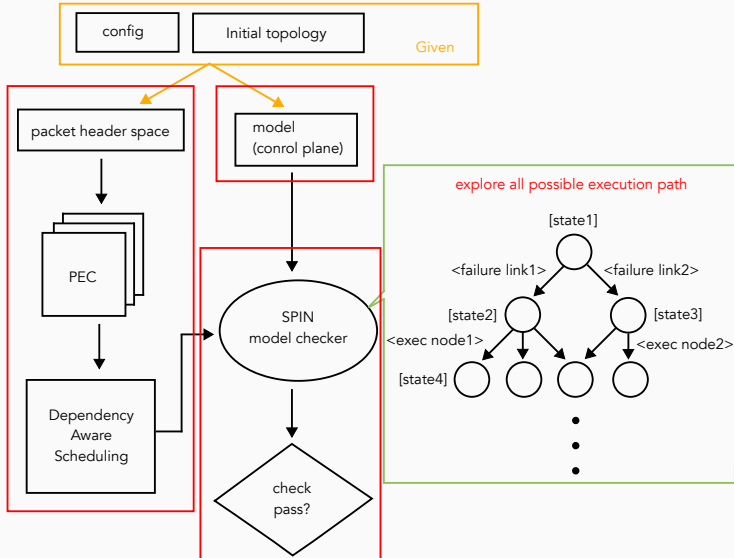 config
Initial topology
Given
packet header space
model
(conrol plane)
PEC
Dependency
Aware
Scheduling
SPIN
model checker
check
pass?
explore all possible execution path
[state1]
<failure link1>
<failure link2>
[state2]
[state3]
<exec node1>
<exec node2>
[state4]